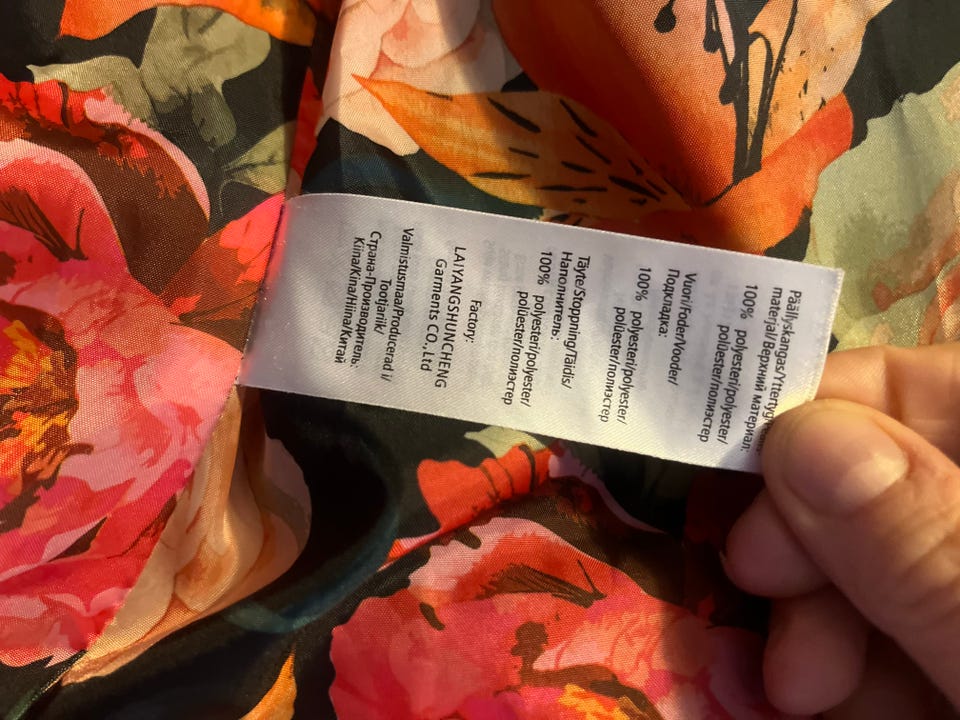 Päällyskangas/Yttertyg
material/Верхний материал:
100% polyesteri/polyester/
polüester/полиэстер
Vuori/Foder/Vooder/
Подкладка:
100% polyesteri/polyester/
polüester/полиэстер
Täyte/Stoppning/Täidis/
Наполнитель:
100% polyesteri/polyester/
polüester/полиэстер
Factory:
LAIYANGSHUNCHENG
Garments CO.,Ltd
Valmistusmaa/Producerad i/
Tootjariik/
Страна-Производитель:
Kiina/Kina/Hiina/Китай